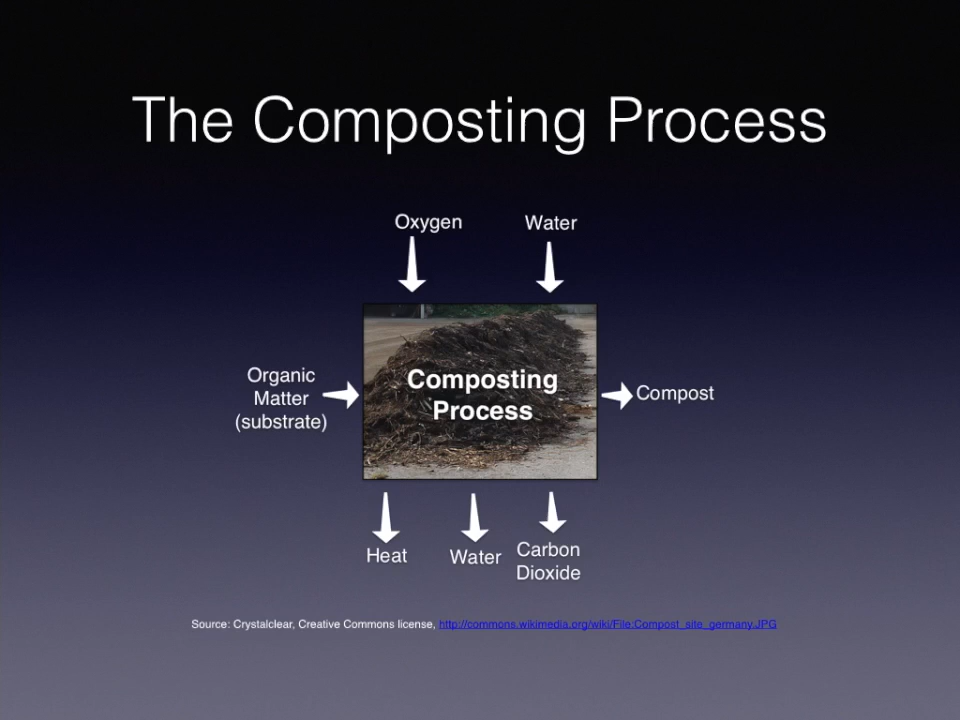 The Composting Process
Oxygen
Water
Organic
Matter
(substrate)
Composting
Process
Compost
Heat
Water
Carbon
Dioxide
Source: Crystalclear, Creative Commons license, http://commons.wikimedia.org/wiki/File:Compost_site_germany.JPG